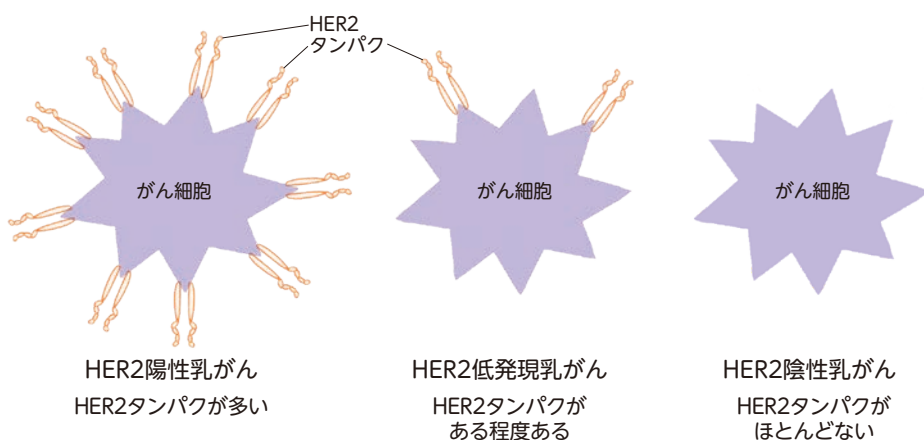 HER2
タンパク
がん細胞
がん細胞
がん細胞
HER2陽性乳がん
HER2タンパクが多い
HER2低発現乳がん
HER2タンパクが
ある程度ある
HER2陰性乳がん
HER2タンパクが
ほとんどない